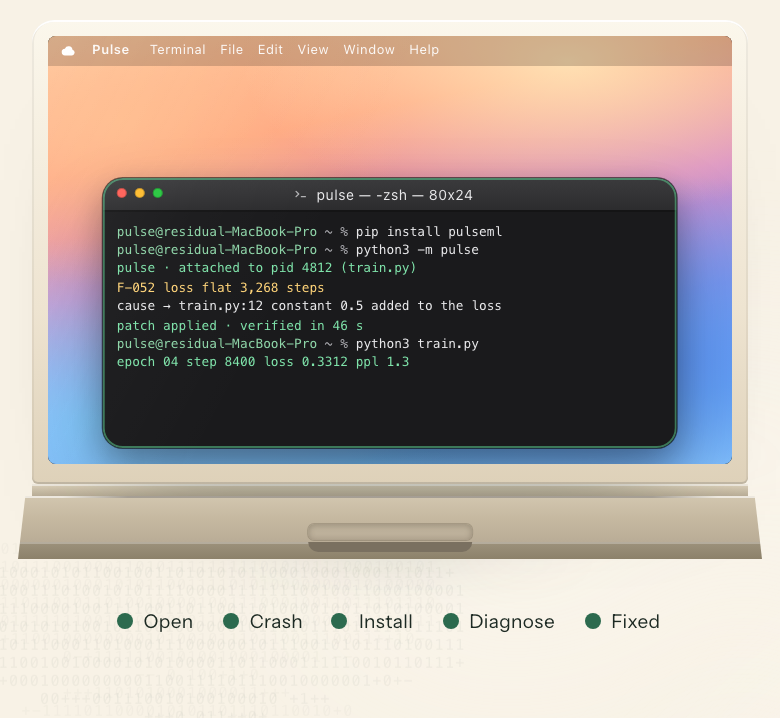 Pulse Terminal File Edit View Window Help
>_ pulse — -zsh — 80x24
pulse@residual-MacBook-Pro ~ % pip install pulseml
pulse@residual-MacBook-Pro ~ % python3 -m pulse
pulse · attached to pid 4812 (train.py)
F-052 loss flat 3,268 steps
cause → train.py:12 constant 0.5 added to the loss
patch applied · verified in 46 s
pulse@residual-MacBook-Pro ~ % python3 train.py
epoch 04 step 8400 loss 0.3312 ppl 1.3
Open Crash Install Diagnose Fixed